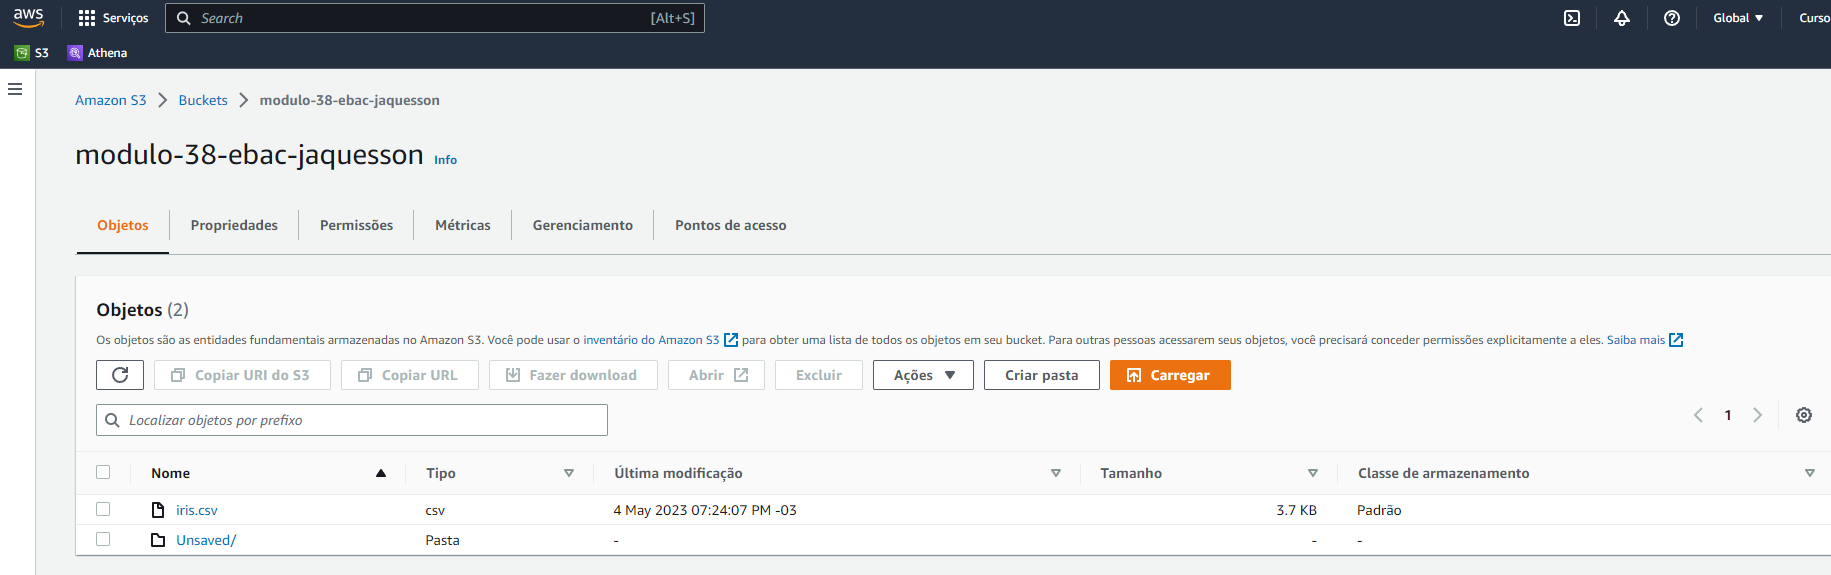 aws Serviços Search [Alt+S] Global Curso
S3 Athena
Amazon S3 Buckets modulo-38-ebac-jaquesson
modulo-38-ebac-jaquesson Info
Objetos Propriedades Permissões Métricas Gerenciamento Pontos de acesso
Objetos (2)
Os objetos são as entidades fundamentais armazenadas no Amazon S3. Você pode usar o inventário do Amazon S3 para obter uma lista de todos os objetos em seu bucket. Para outras pessoas acessarem seus objetos, você precisará conceder permissões explicitamente a eles. Saiba mais
Copiar URI do S3 Copiar URL Fazer download Abrir Excluir Ações Criar pasta Carregar
Localizar objetos por prefixo 1
Nome Tipo Última modificação Tamanho Classe de armazenamento
iris.csv csv 4 May 2023 07:24:07 PM -03 3.7 KB Padrão
Unsaved/ Pasta - - -